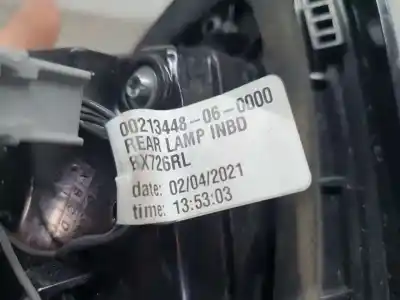 00213448-06-0000
REAR LAMP INBD
BX726RL
date: 02/04/2021
time: 13:53:03